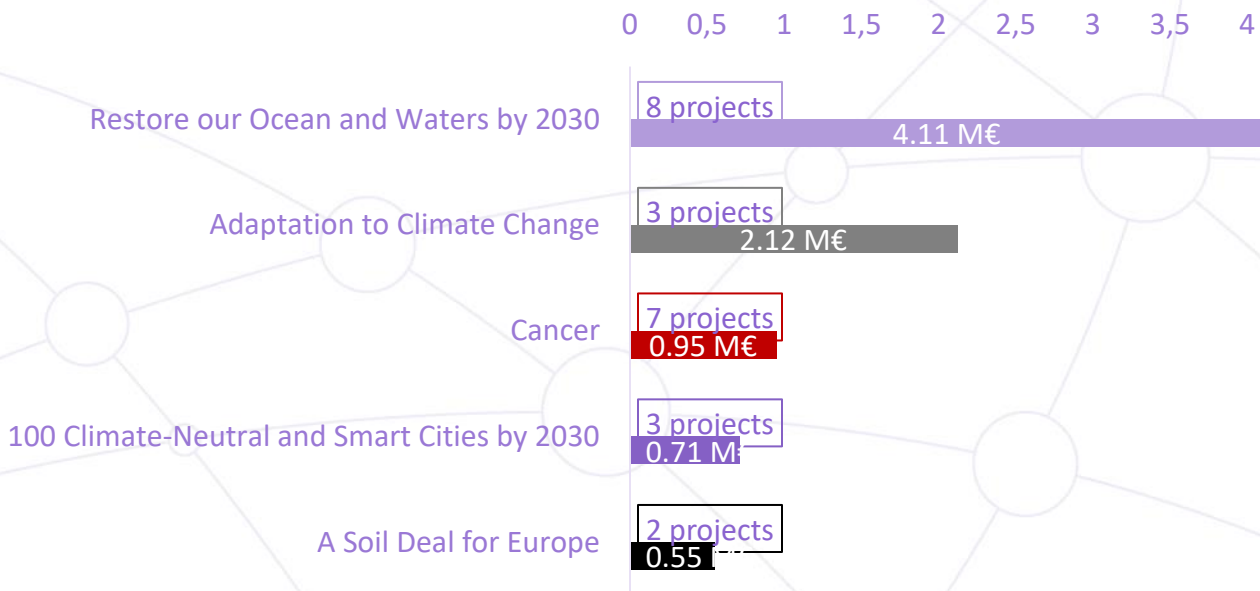 0 0,5 1 1,5 2 2,5 3 3,5 4
Restore our Ocean and Waters by 2030
8 projects
4.11 M€
Adaptation to Climate Change
3 projects
2.12 M€
Cancer
7 projects
0.95 M€
100 Climate-Neutral and Smart Cities by 2030
3 projects
0.71 M€
A Soil Deal for Europe
2 projects
0.55